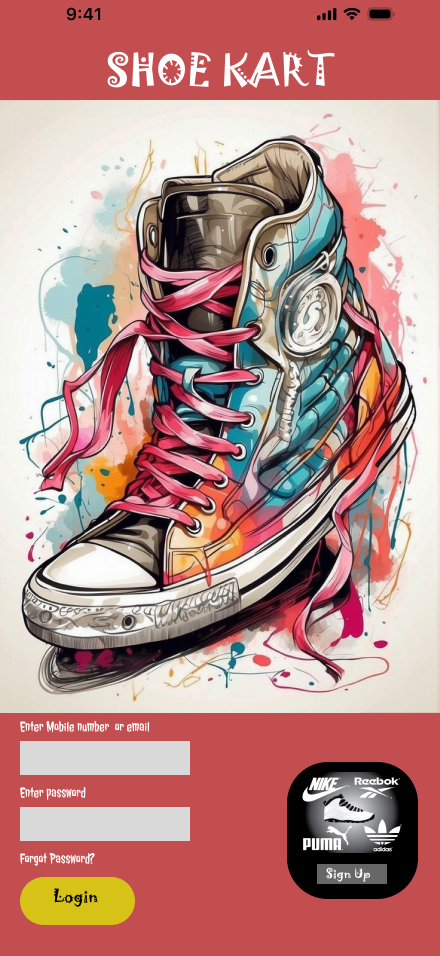 9:41
SHOE KART
Enter Mobile number or email
Enter password
Forgot Password?
Login
NIKE Reebok
PUMA adidas
Sign Up